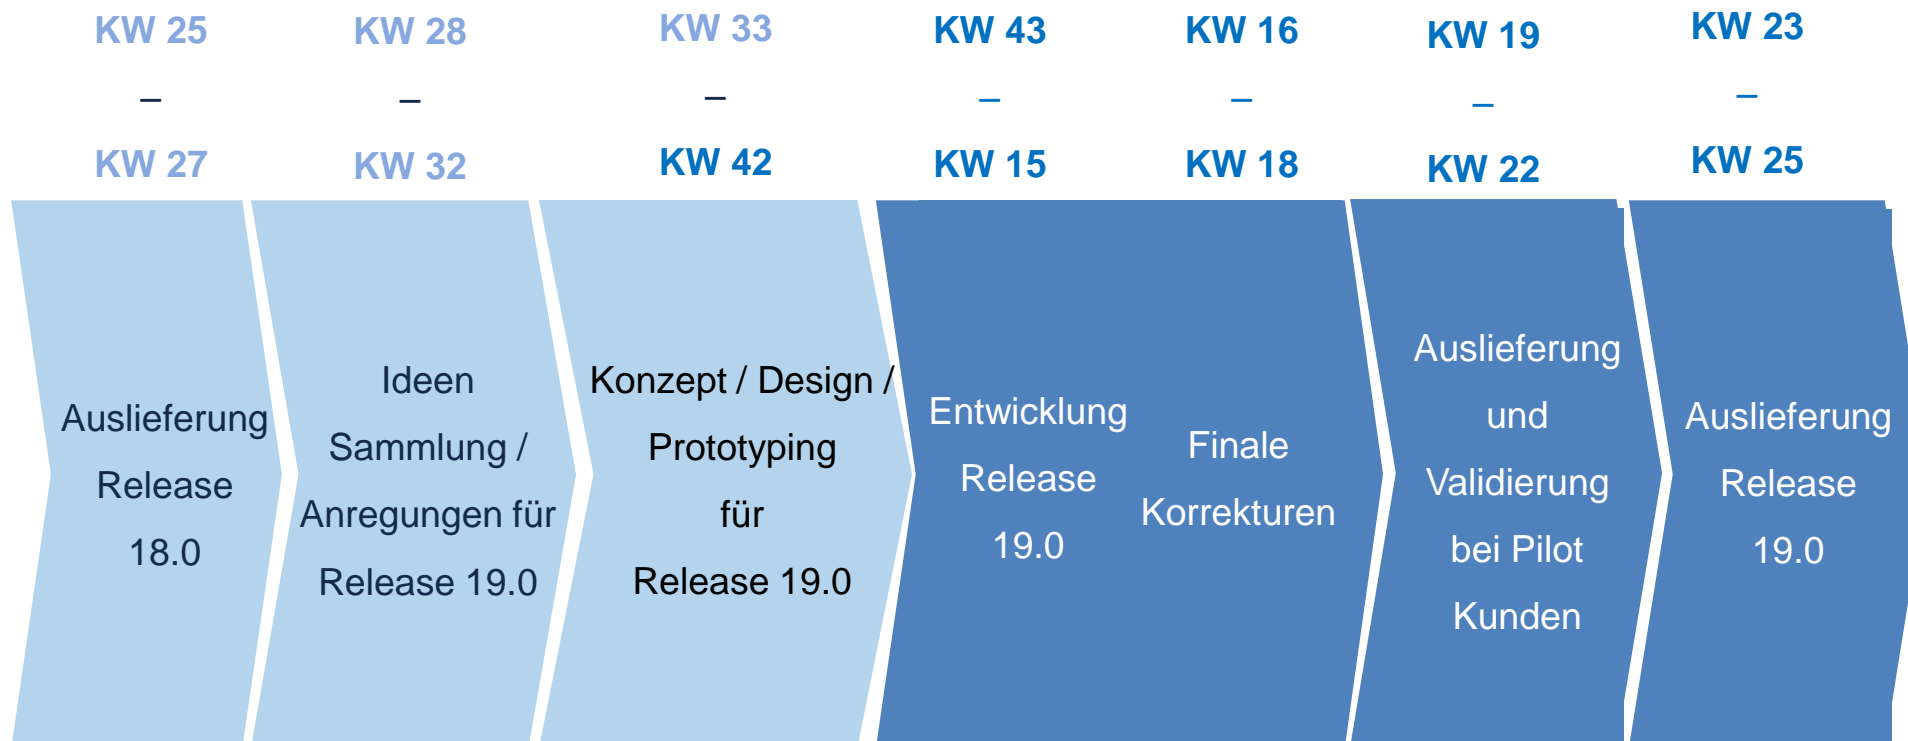 KW 25
–
KW 27
KW 28
–
KW 32
KW 33
–
KW 42
KW 43
–
KW 15
KW 16
–
KW 18
KW 19
–
KW 22
KW 23
–
KW 25
Auslieferung
Release
18.0
Ideen
Sammlung /
Anregungen für
Release 19.0
Konzept / Design /
Prototyping
für
Release 19.0
Entwicklung
Release
19.0
Finale
Korrekturen
Auslieferung
und
Validierung
bei Pilot
Kunden
Auslieferung
Release
19.0